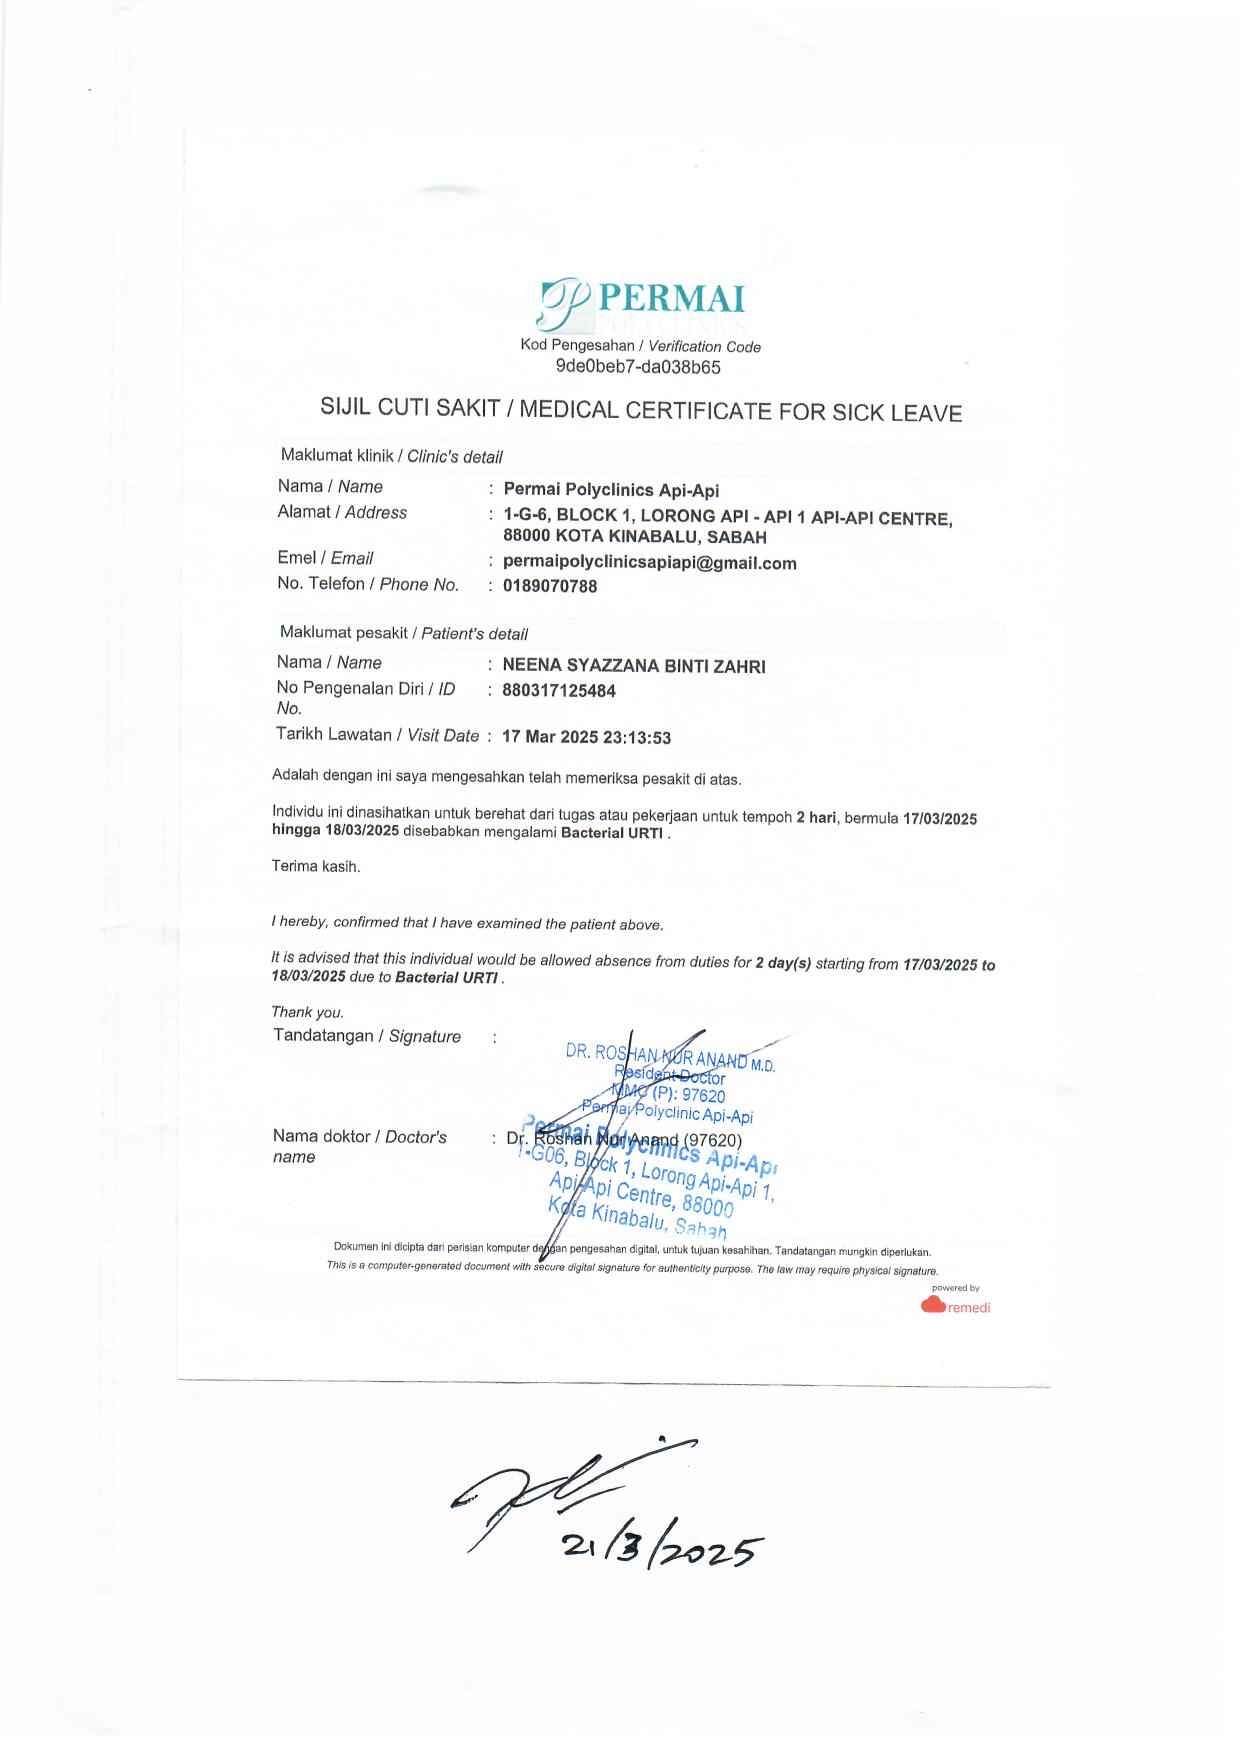 PERMAI
POLYCLINICS
Kod Pengesahan / Verification Code
9de0beb7-da038b65
SIJIL CUTI SAKIT / MEDICAL CERTIFICATE FOR SICK LEAVE
Maklumat klinik / Clinic's detail
Nama / Name : Permai Polyclinics Api-Api
Alamat / Address : 1-G-6, BLOCK 1, LORONG API - API 1 API-API CENTRE,
88000 KOTA KINABALU, SABAH
Emel / Email : permaipolyclinicsapiapi@gmail.com
No. Telefon / Phone No. : 0189070788
Maklumat pesakit / Patient's detail
Nama / Name : NEENA SYAZZANA BINTI ZAHRI
No Pengenalan Diri / ID : 880317125484
No.
Tarikh Lawatan / Visit Date : 17 Mar 2025 23:13:53
Adalah dengan ini saya mengesahkan telah memeriksa pesakit di atas.
Individu ini dinasihatkan untuk berehat dari tugas atau pekerjaan untuk tempoh 2 hari, bermula 17/03/2025
hingga 18/03/2025 disebabkan mengalami Bacterial URTI .
Terima kasih.
I hereby, confirmed that I have examined the patient above.
It is advised that this individual would be allowed absence from duties for 2 day(s) starting from 17/03/2025 to
18/03/2025 due to Bacterial URTI .
Thank you.
Tandatangan / Signature :
DR. ROSHAN NUR ANAND M.D.
Resident Doctor
MMC (P): 97620
Permai Polyclinic Api-Api
Nama doktor / Doctor's : Dr. Roshan Nur Anand (97620)
name
Permai Polyclinics Api-Api
1-G06, Block 1, Lorong Api-Api 1,
Api-Api Centre, 88000
Kota Kinabalu, Sabah
Dokumen ini dicipta dari perisian komputer dengan pengesahan digital, untuk tujuan kesahihan. Tandatangan mungkin diperlukan.
This is a computer-generated document with secure digital signature for authenticity purpose. The law may require physical signature.
powered by
remedi
21/3/2025